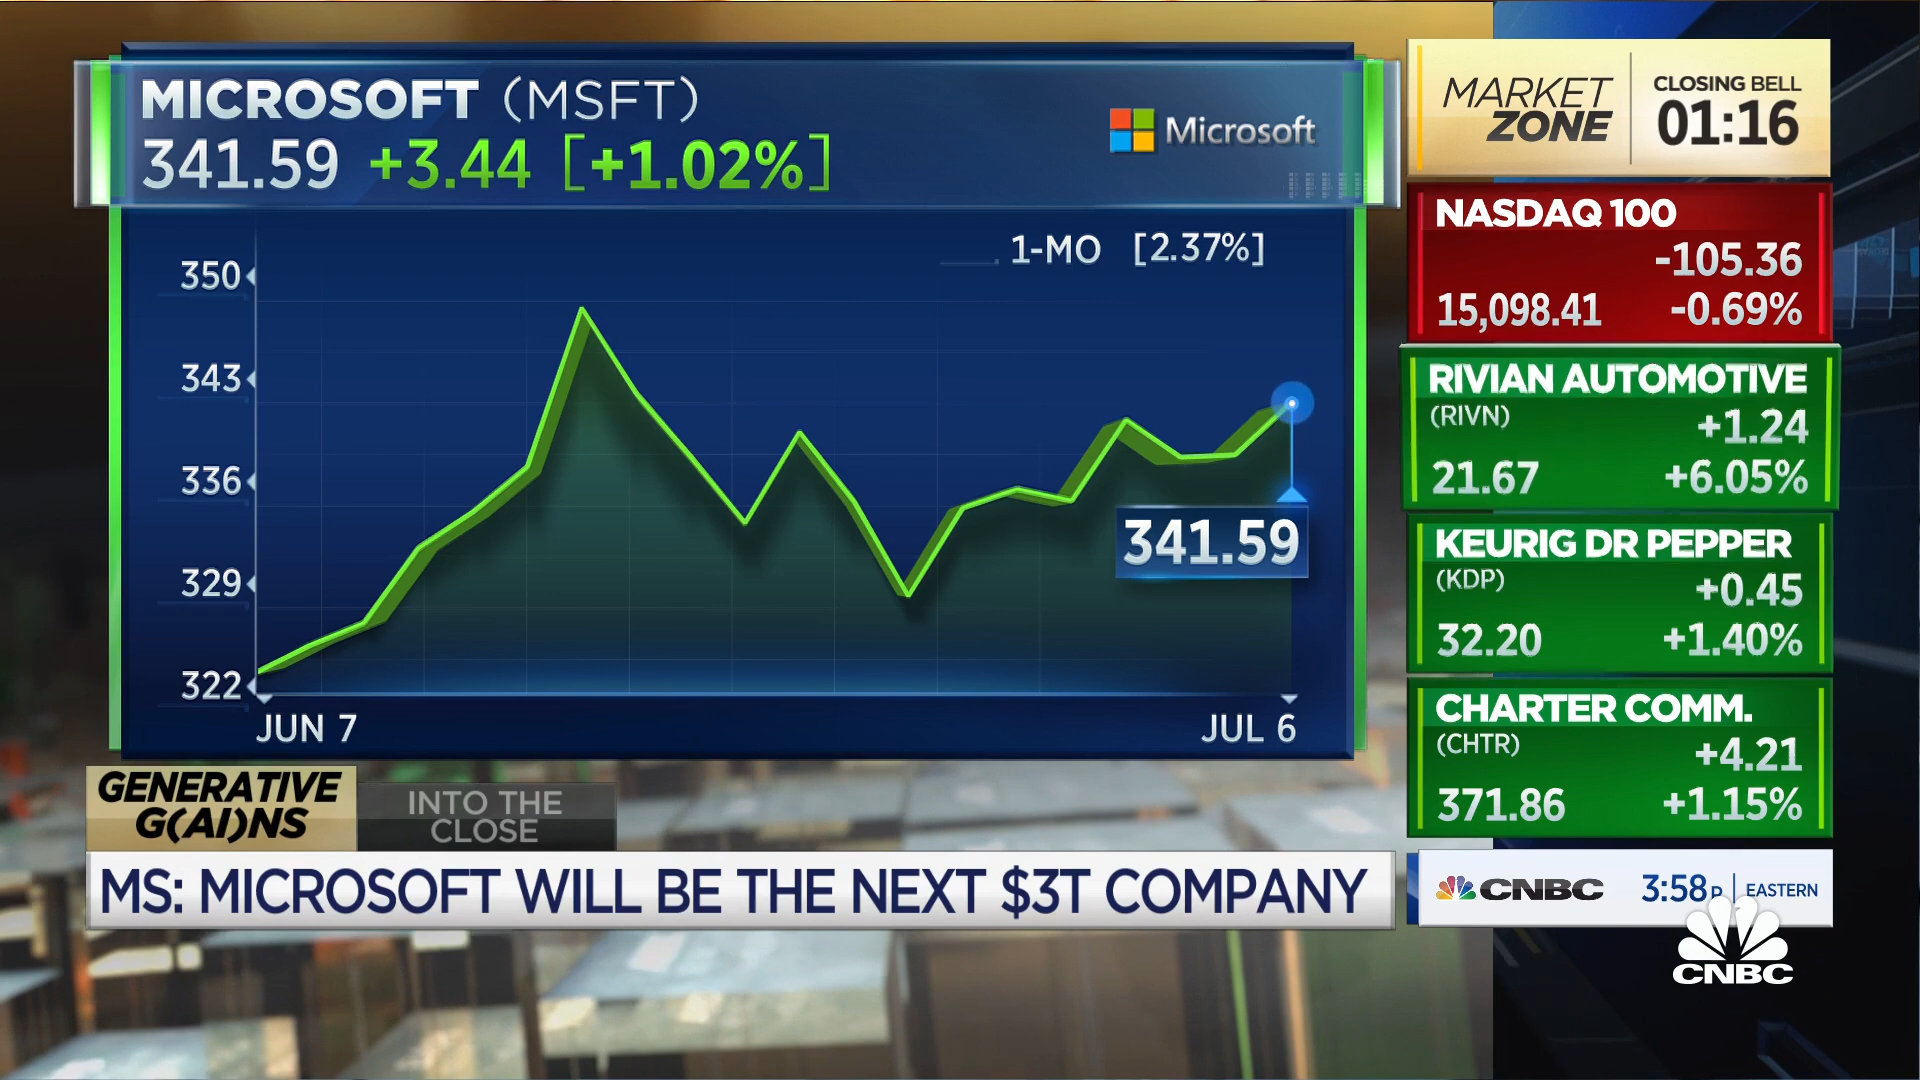 MICROSOFT (MSFT)
341.59 +3.44 [+1.02%]
Microsoft
1-MO [2.37%]
350
343
336
329
322
341.59
JUN 7
JUL 6
GENERATIVE
G(AI)NS
INTO THE
CLOSE
MS: MICROSOFT WILL BE THE NEXT $3T COMPANY
MARKET
ZONE
CLOSING BELL
01:16
NASDAQ 100
-105.36
15,098.41 -0.69%
RIVIAN AUTOMOTIVE
(RIVN) +1.24
21.67 +6.05%
KEURIG DR PEPPER
(KDP) +0.45
32.20 +1.40%
CHARTER COMM.
(CHTR) +4.21
371.86 +1.15%
CNBC 3:58P EASTERN
CNBC